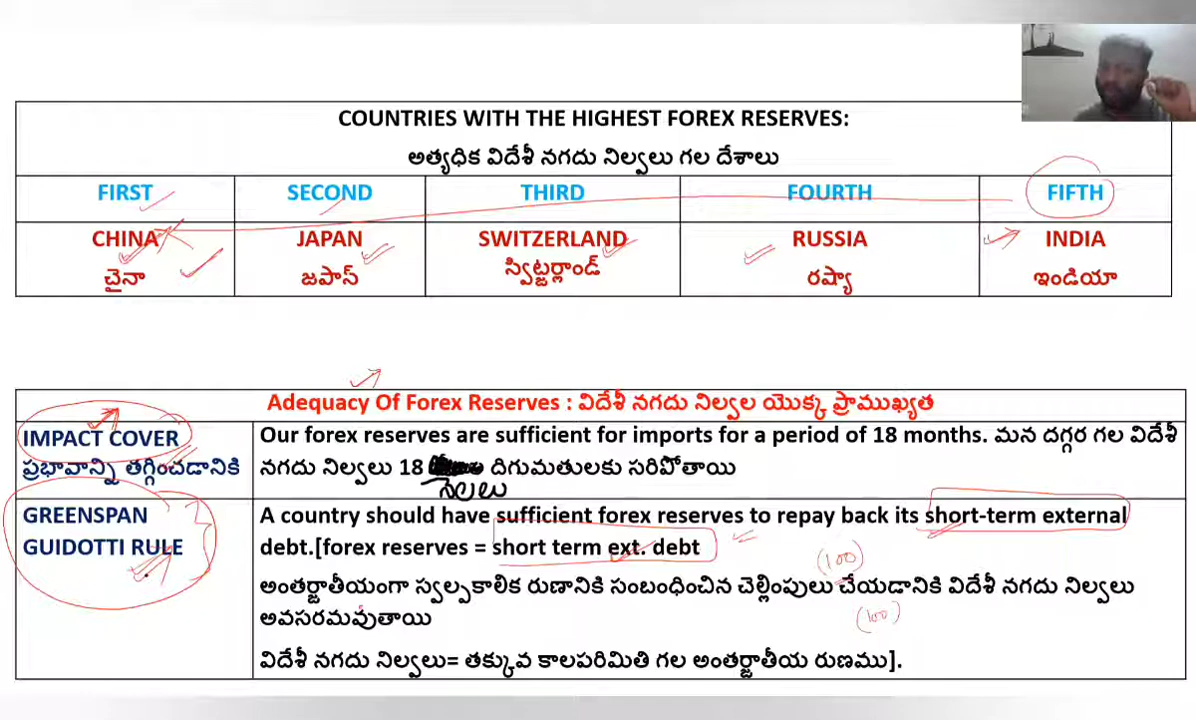 COUNTRIES WITH THE HIGHEST FOREX RESERVES:
అత్యధిక విదేశీ నగదు నిల్వలు గల దేశాలు
FIRST SECOND THIRD FOURTH FIFTH
CHINA JAPAN SWITZERLAND RUSSIA INDIA
చైనా జపాన్ స్విట్జర్లాండ్ రష్యా ఇండియా
Adequacy Of Forex Reserves : విదేశీ నగదు నిల్వల యొక్క ప్రాముఖ్యత
IMPACT COVER
ప్రభావాన్ని తగ్గించడానికి
Our forex reserves are sufficient for imports for a period of 18 months. మన దగ్గర గల విదేశీ
నగదు నిల్వలు 18 దిగుమతులకు సరిపోతాయి
నెలలు
GREENSPAN
GUIDOTTI RULE
A country should have sufficient forex reserves to repay back its short-term external
debt.[forex reserves = short term ext. debt
(100)
అంతర్జాతీయంగా స్వల్పకాలిక రుణానికి సంబంధించిన చెల్లింపులు చేయడానికి విదేశీ నగదు నిల్వలు
అవసరమవుతాయి
(100)
విదేశీ నగదు నిల్వలు= తక్కువ కాలపరిమితి గల అంతర్జాతీయ రుణము].